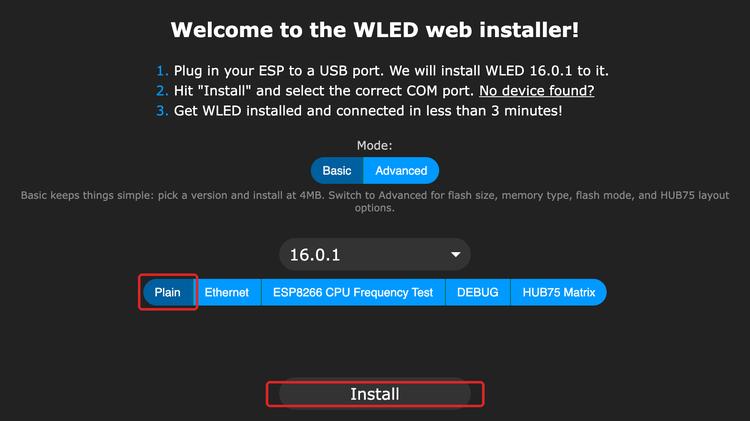 Welcome to the WLED web installer!
1. Plug in your ESP to a USB port. We will install WLED 16.0.1 to it.
2. Hit "Install" and select the correct COM port. No device found?
3. Get WLED installed and connected in less than 3 minutes!
Mode:
Basic Advanced
Basic keeps things simple: pick a version and install at 4MB. Switch to Advanced for flash size, memory type, flash mode, and HUB75 layout
options.
16.0.1
Plain Ethernet ESP8266 CPU Frequency Test DEBUG HUB75 Matrix
Install